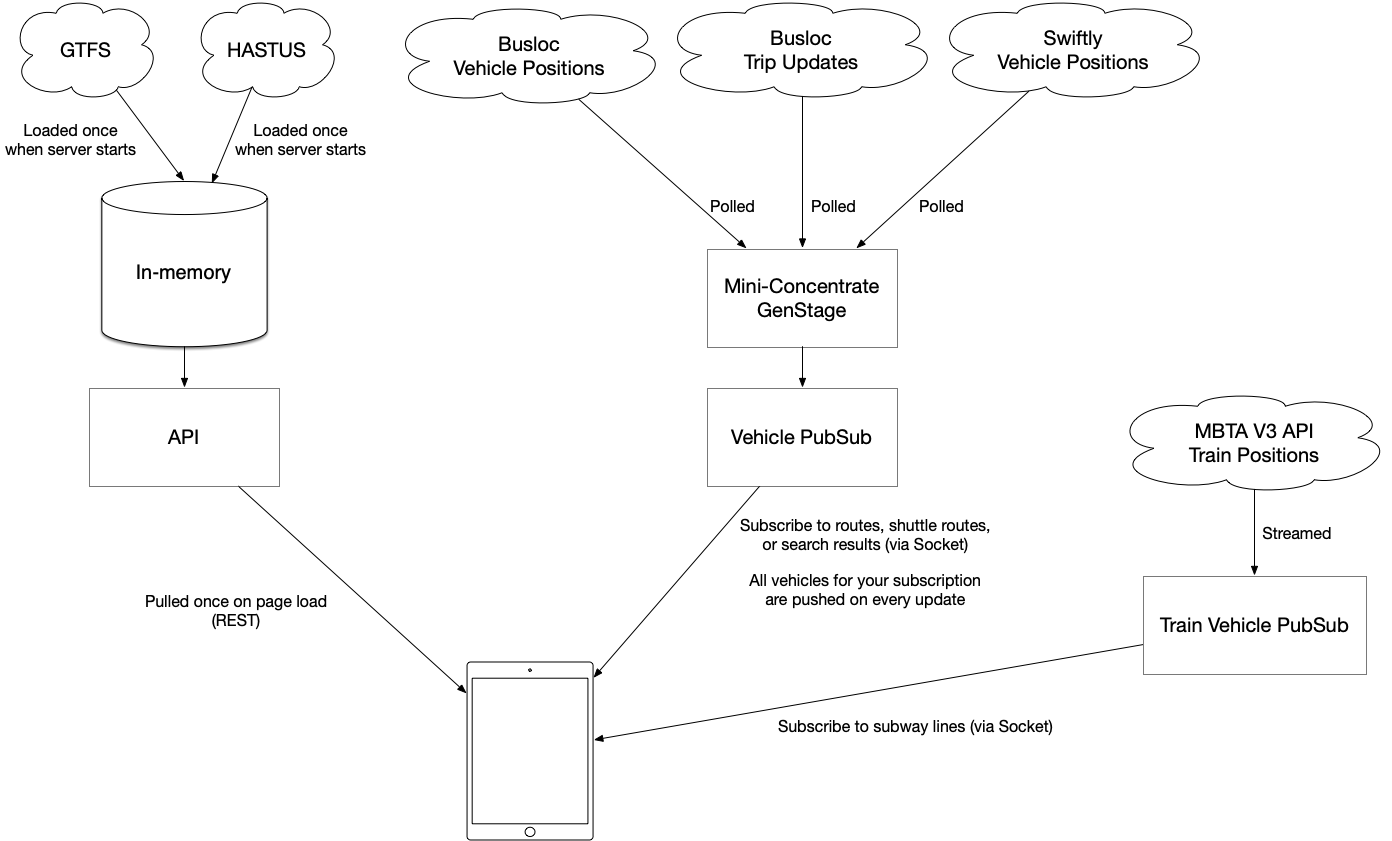 GTFS
HASTUS
Busloc
Vehicle Positions
Busloc
Trip Updates
Swiftly
Vehicle Positions
Loaded once
when server starts
Loaded once
when server starts
Polled
Polled
Polled
In-memory
Mini-Concentrate
GenStage
API
Vehicle PubSub
MBTA V3 API
Train Positions
Subscribe to routes, shuttle routes,
or search results (via Socket)
All vehicles for your subscription
are pushed on every update
Streamed
Pulled once on page load
(REST)
Train Vehicle PubSub
Subscribe to subway lines (via Socket)